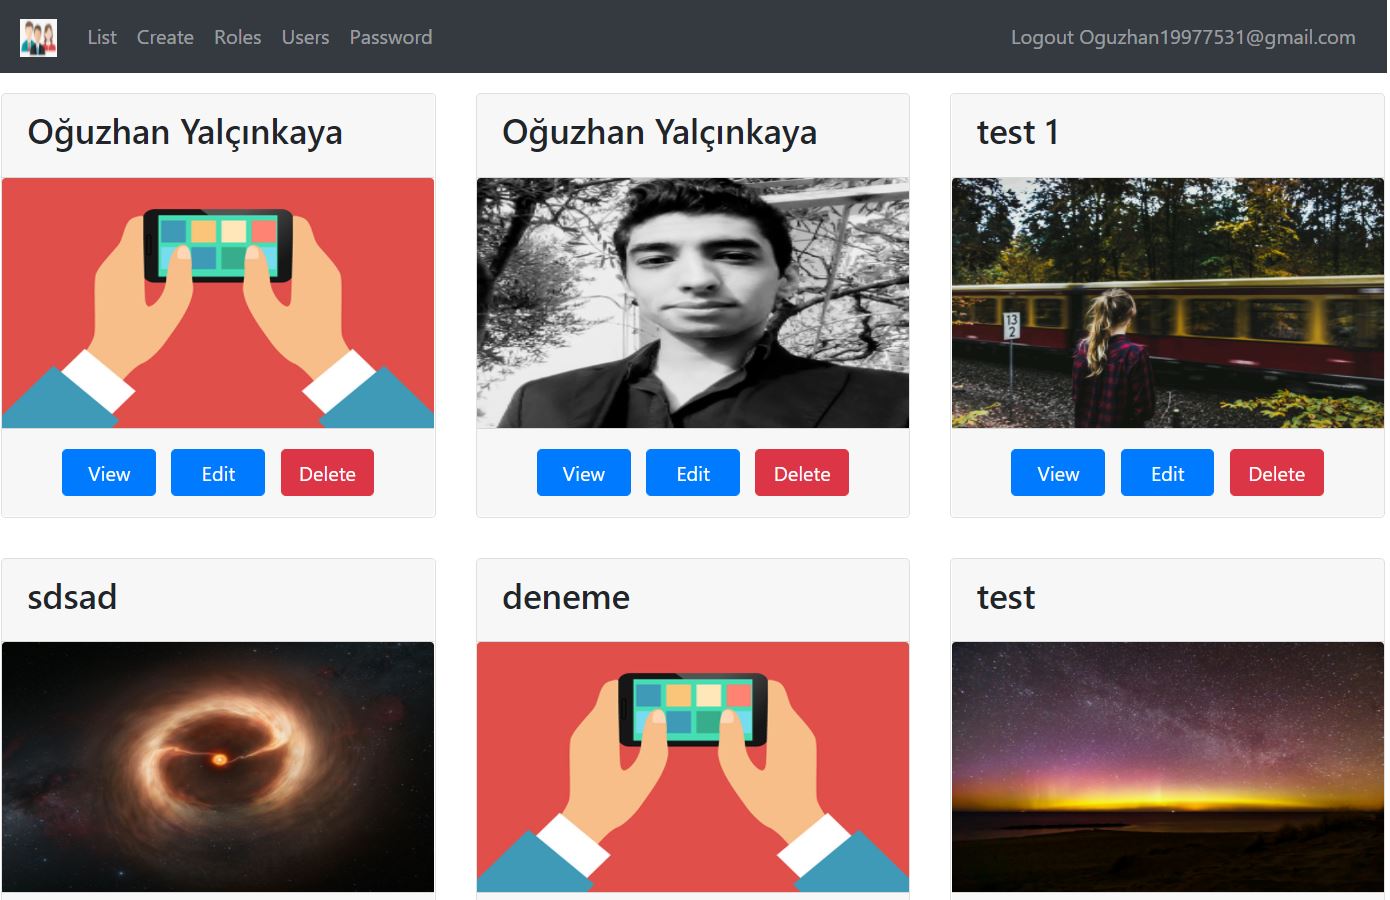 List Create Roles Users Password Logout Oguzhan19977531@gmail.com
Oğuzhan Yalçınkaya
Oğuzhan Yalçınkaya
test 1
13
2
View Edit Delete
View Edit Delete
View Edit Delete
sdsad
deneme
test